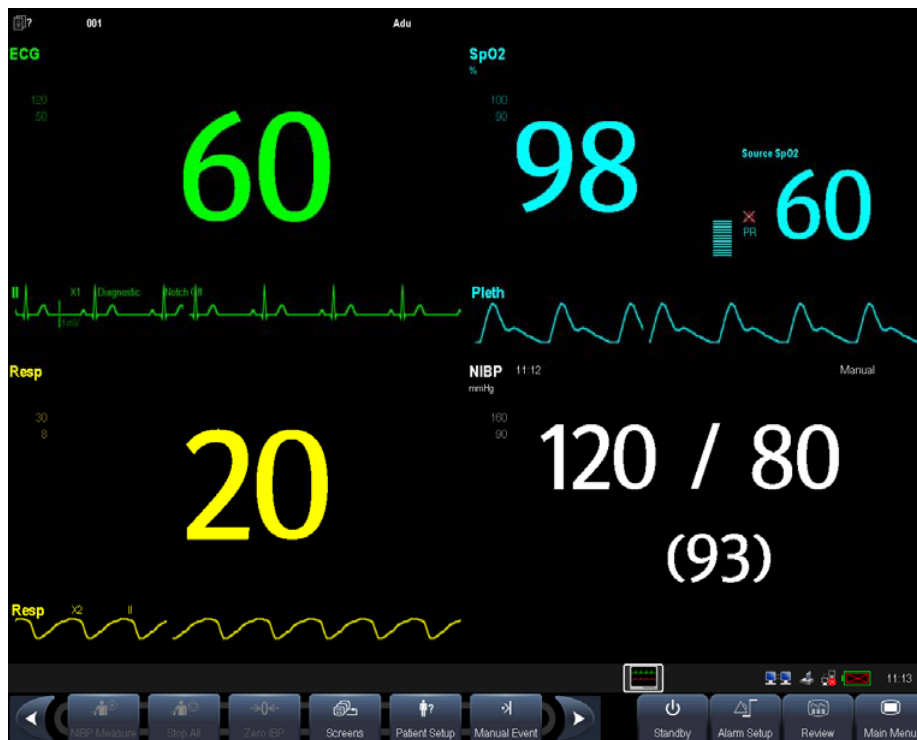 ?
001
Adu
ECG
120
50
60
SpO2
%
100
90
98
Source SpO2
PR
60
II
X1
Diagnostic
Notch Off
1mV
Pleth
Resp
30
8
20
NIBP
11:12
Manual
mmHg
160
90
120 / 80
(93)
Resp
X2
II
11:13
NIBP Measure
Stop All
→0←
Zero IBP
Screens
?
Patient Setup
Manual Event
Standby
Alarm Setup
Review
Main Menu